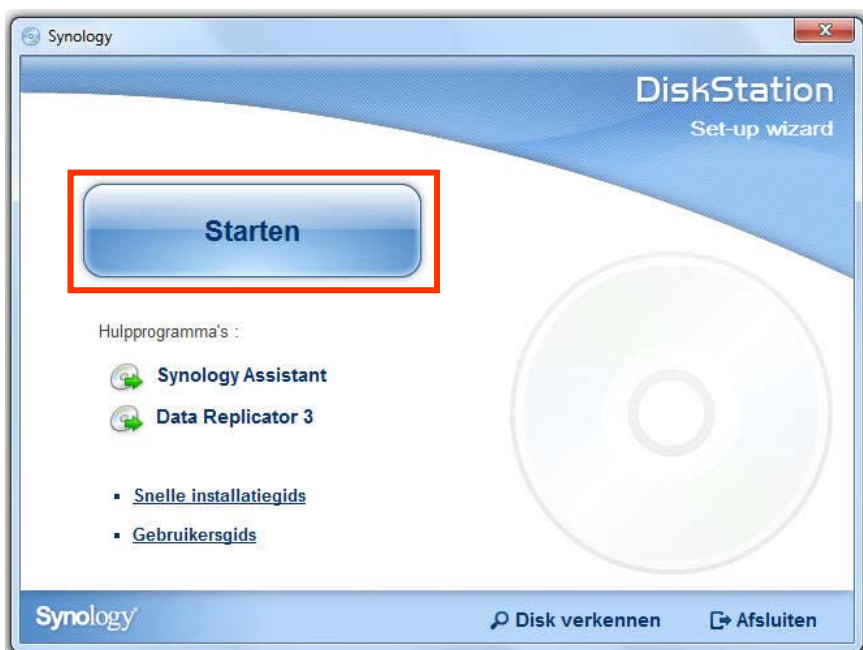 Synology
DiskStation
Set-up wizard
Starten
Hulpprogramma's :
Synology Assistant
Data Replicator 3
Snelle installatiegids
Gebruikersgids
Synology
Disk verkennen
Afsluiten